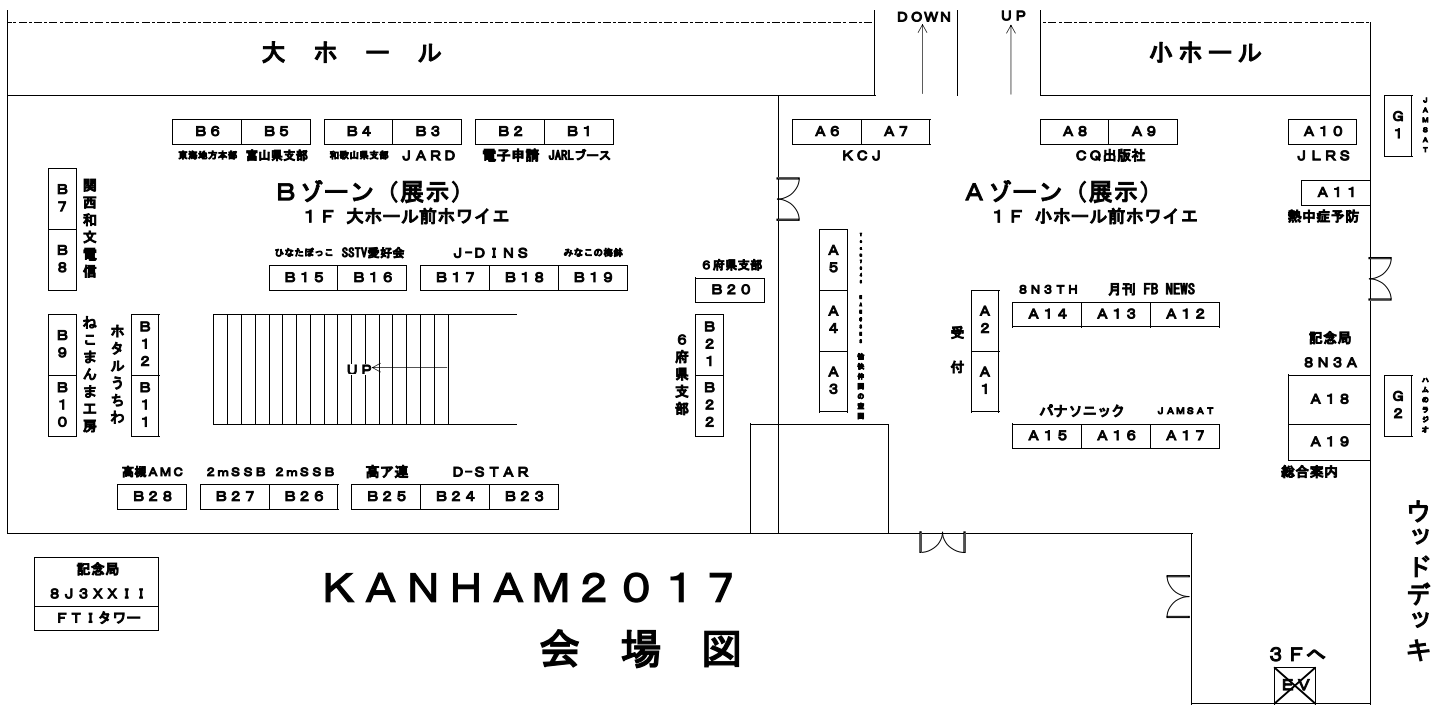 DOWN
UP
大ホール
小ホール
B6 B5
東海地方本部 富山県支部
B4 B3
和歌山県支部 JARD
B2 B1
電子申請 JARLブース
A6 A7
KCJ
A8 A9
CQ出版社
A10
JLRS
G1
JAMSAT
A11
熱中症予防
Bゾーン（展示）
1F 大ホール前ホワイエ
Aゾーン（展示）
1F 小ホール前ホワイエ
B7
B8
関西和文電信
ひなたぼっこ SSTV愛好会
B15 B16
J-DINS みなこの梅鉢
B17 B18 B19
6府県支部
B20
A5
A4
A3
8N3TH 月刊 FB NEWS
A14 A13 A12
A2
A1
受付
B9
B10
ねこまんま工房
ホタルうちわ
B12
B11
UP
6府県支部
B21
B22
記念局
8N3A
A18
A19
総合案内
G2
ハムのラジオ
パナソニック JAMSAT
A15 A16 A17
高槻AMC
B28
2mSSB 2mSSB
B27 B26
高ア連 D-STAR
B25 B24 B23
ウッドデッキ
記念局
8J3XXII
FTIタワー
KANHAM2017
会場図
3Fへ
EV